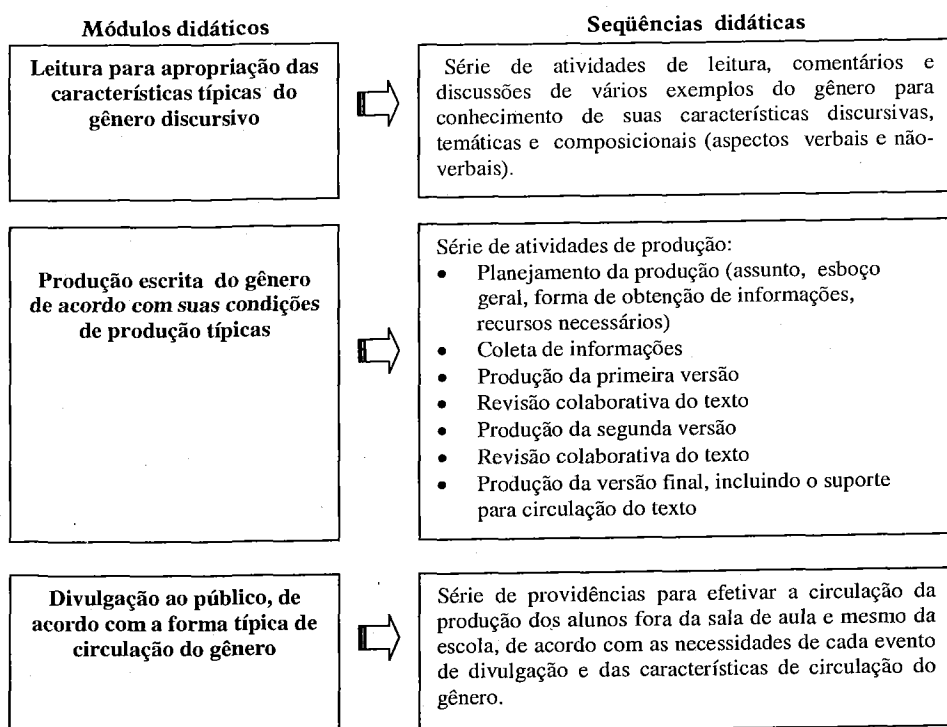 Módulos didáticos
Seqüências didáticas
Leitura para apropriação das
características típicas do
gênero discursivo
Série de atividades de leitura, comentários e
discussões de vários exemplos do gênero para
conhecimento de suas características discursivas,
temáticas e composicionais (aspectos verbais e não-
verbais).
Produção escrita do gênero
de acordo com suas condições
de produção típicas
Série de atividades de produção:
• Planejamento da produção (assunto, esboço
geral, forma de obtenção de informações,
recursos necessários)
• Coleta de informações
• Produção da primeira versão
• Revisão colaborativa do texto
• Produção da segunda versão
• Revisão colaborativa do texto
• Produção da versão final, incluindo o suporte
para circulação do texto
Divulgação ao público, de
acordo com a forma típica de
circulação do gênero
Série de providências para efetivar a circulação da
produção dos alunos fora da sala de aula e mesmo da
escola, de acordo com as necessidades de cada evento
de divulgação e das características de circulação do
gênero.